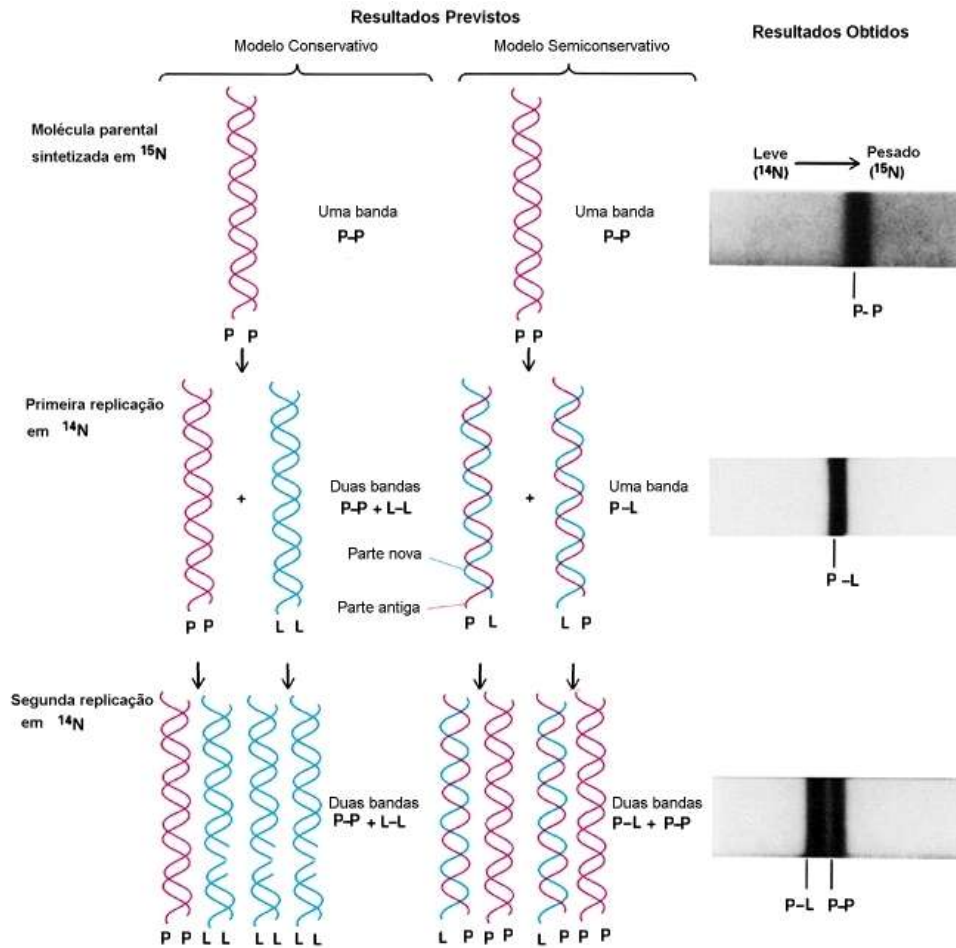 Resultados Previstos
Modelo Conservativo
Modelo Semiconservativo
Resultados Obtidos
Molécula parental
sintetizada em ¹⁵N
Uma banda
P-P
Uma banda
P-P
Leve
(¹⁴N)
Pesado
(¹⁵N)
P- P
P P
P P
Primeira replicação
em ¹⁴N
+
Duas bandas
P-P + L-L
+
Uma banda
P-L
Parte nova
Parte antiga
P -L
P P
L L
P L
L P
Segunda replicação
em ¹⁴N
Duas bandas
P-P + L-L
Duas bandas
P-L + P-P
P-L
P-P
P P L L L L L L
L P P P L P P P